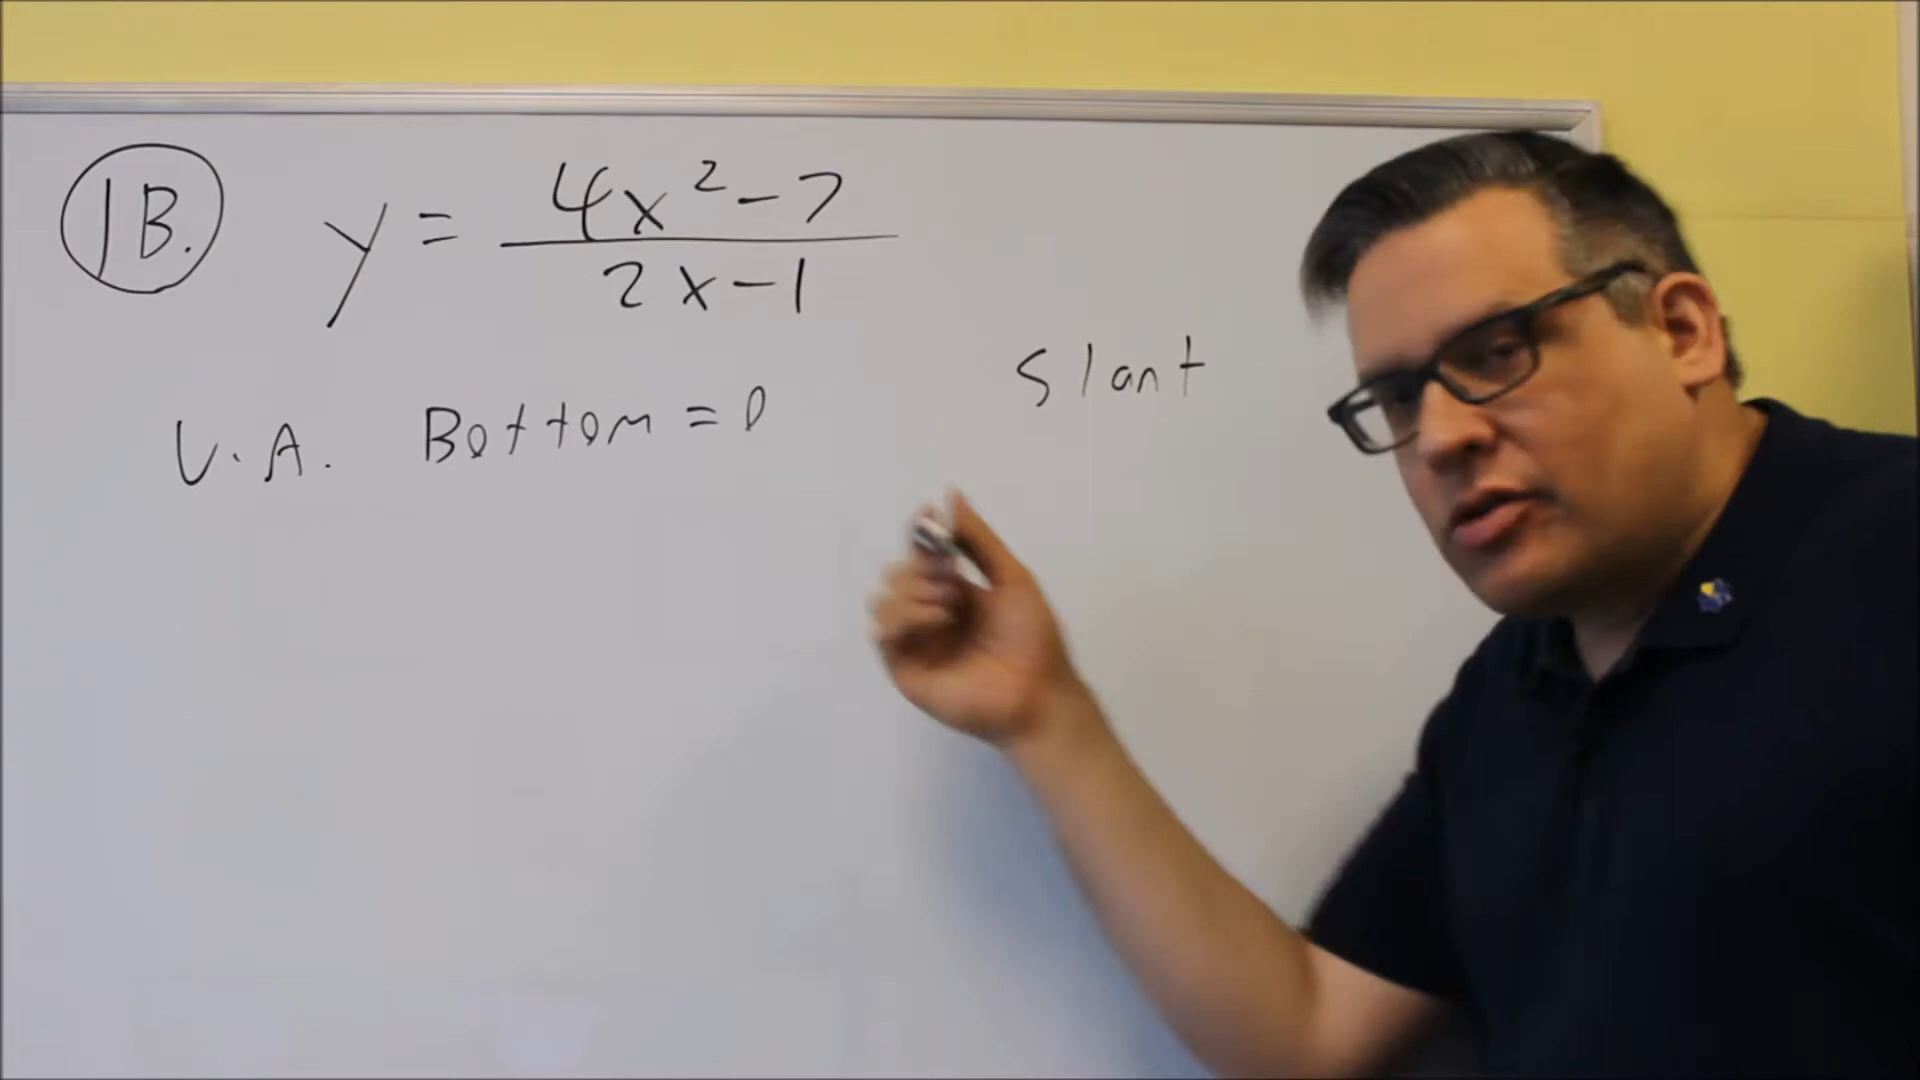 1B. y = 4x²-7 / 2x-1
Slant
V.A. Bottom = 0